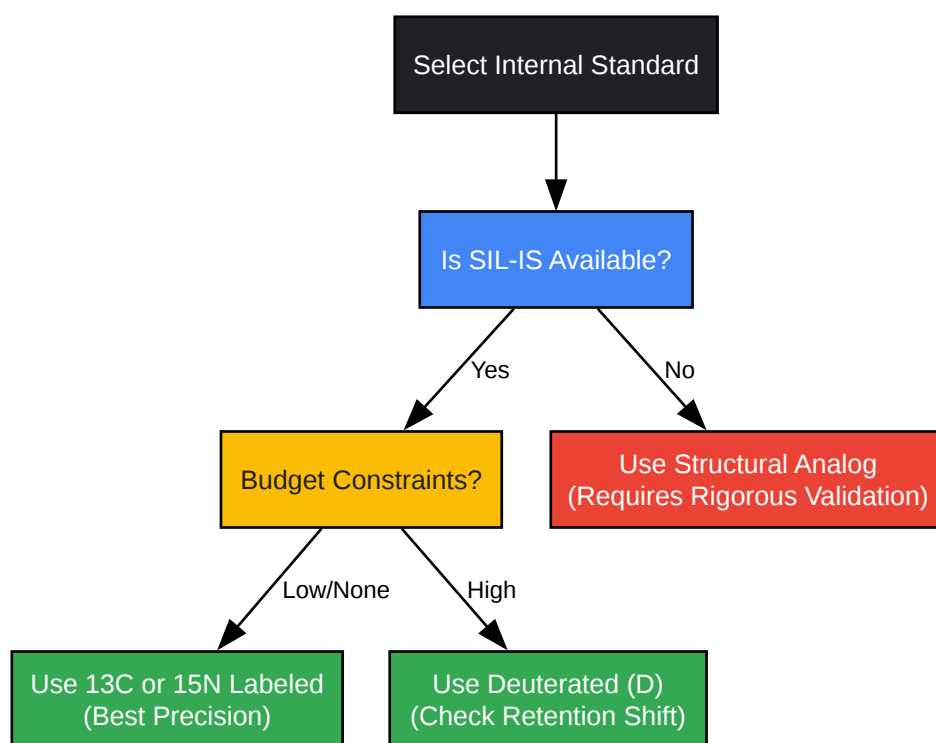 Select Internal Standard
Is SIL-IS Available?
Yes
No
Budget Constraints?
Use Structural Analog
(Requires Rigorous Validation)
Low/None
High
Use 13C or 15N Labeled
(Best Precision)
Use Deuterated (D)
(Check Retention Shift)